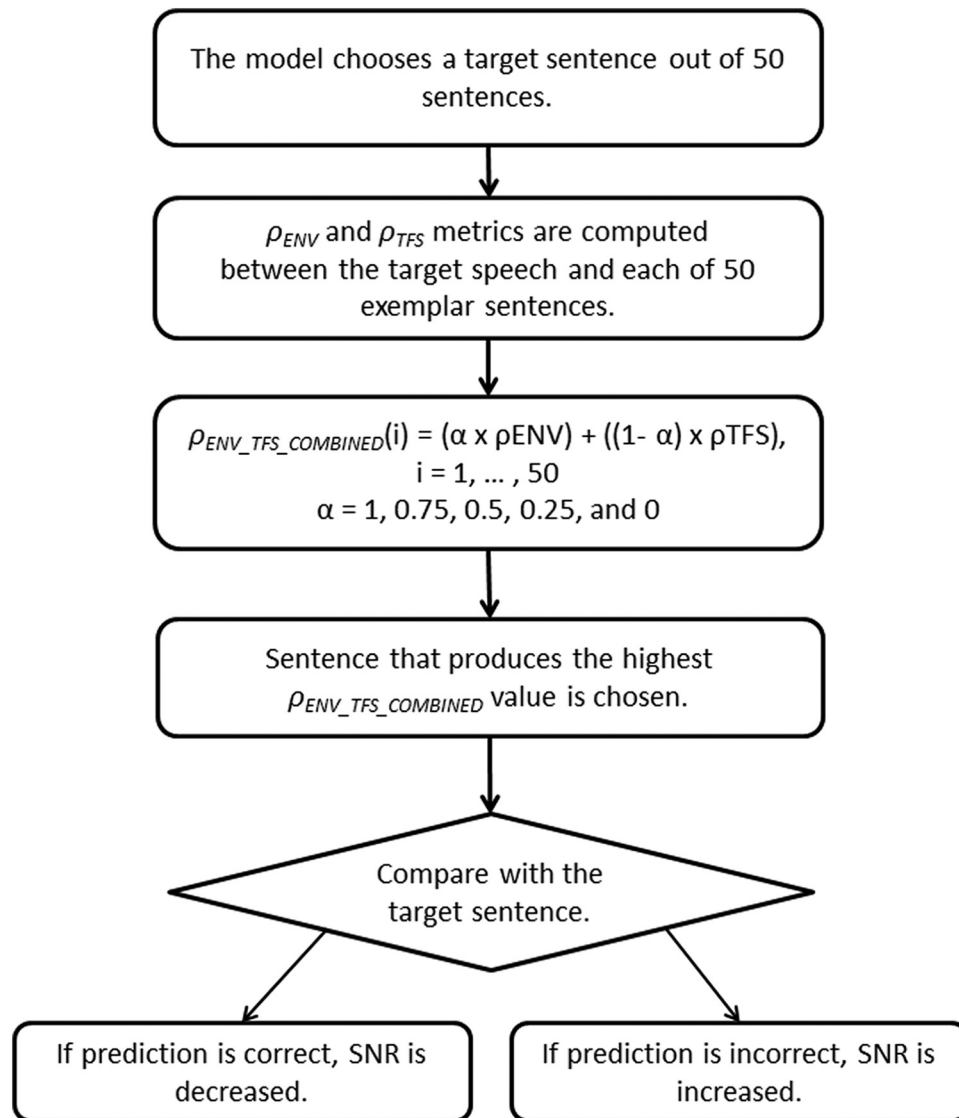 The model chooses a target sentence out of 50
sentences.
ρENV and ρTFS metrics are computed
between the target speech and each of 50
exemplar sentences.
ρENV_TFS_COMBINED(i) = (α x ρENV) + ((1- α) x ρTFS),
i = 1, … , 50
α = 1, 0.75, 0.5, 0.25, and 0
Sentence that produces the highest
ρENV_TFS_COMBINED value is chosen.
Compare with the
target sentence.
If prediction is correct, SNR is
decreased.
If prediction is incorrect, SNR is
increased.